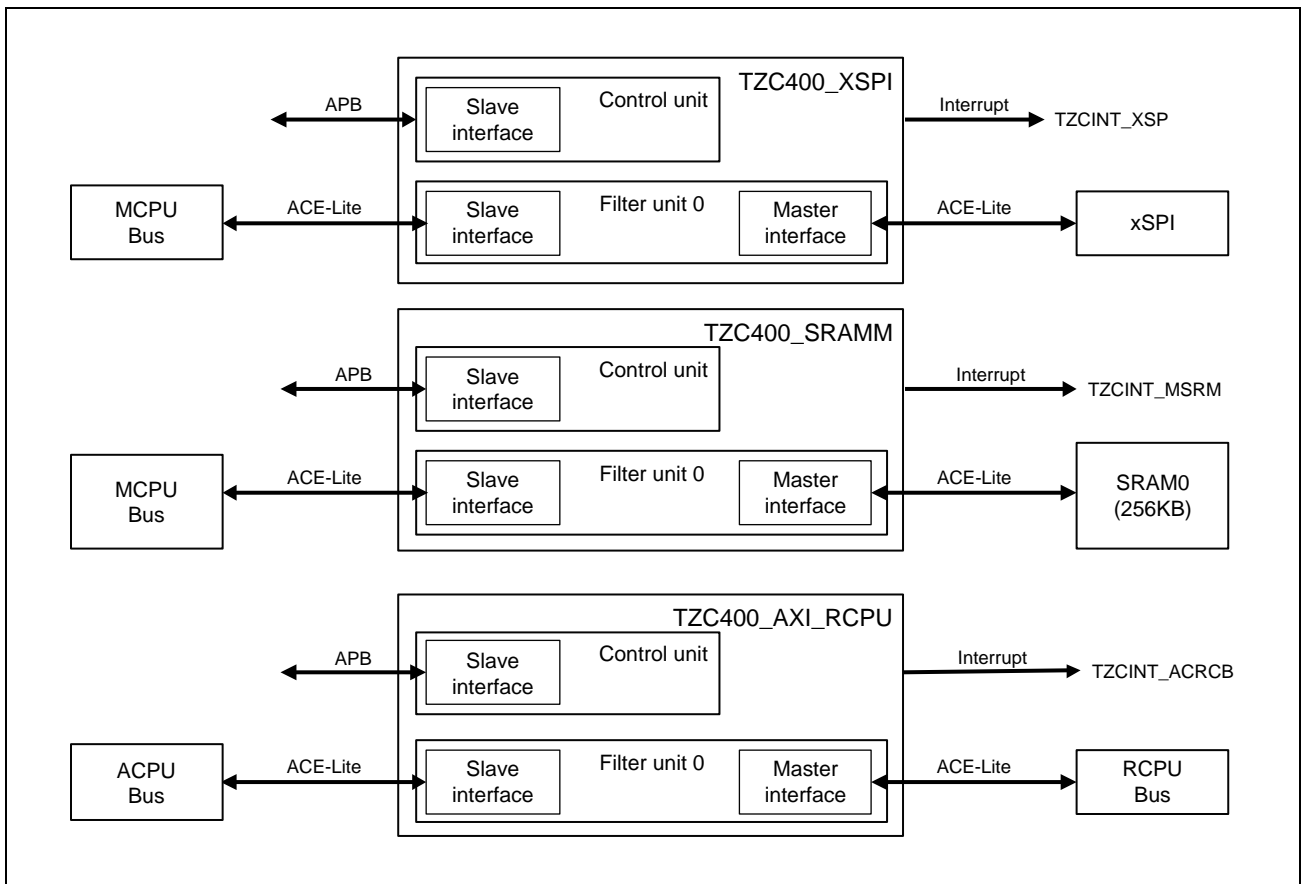 TZC400_XSPI
APB
Slave
interface
Control unit
Interrupt
TZCINT_XSP
MCPU
Bus
ACE-Lite
Slave
interface
Filter unit 0
Master
interface
ACE-Lite
xSPI
TZC400_SRAMM
APB
Slave
interface
Control unit
Interrupt
TZCINT_MSRM
MCPU
Bus
ACE-Lite
Slave
interface
Filter unit 0
Master
interface
ACE-Lite
SRAM0
(256KB)
TZC400_AXI_RCPU
APB
Slave
interface
Control unit
Interrupt
TZCINT_ACRCB
ACPU
Bus
ACE-Lite
Slave
interface
Filter unit 0
Master
interface
ACE-Lite
RCPU
Bus